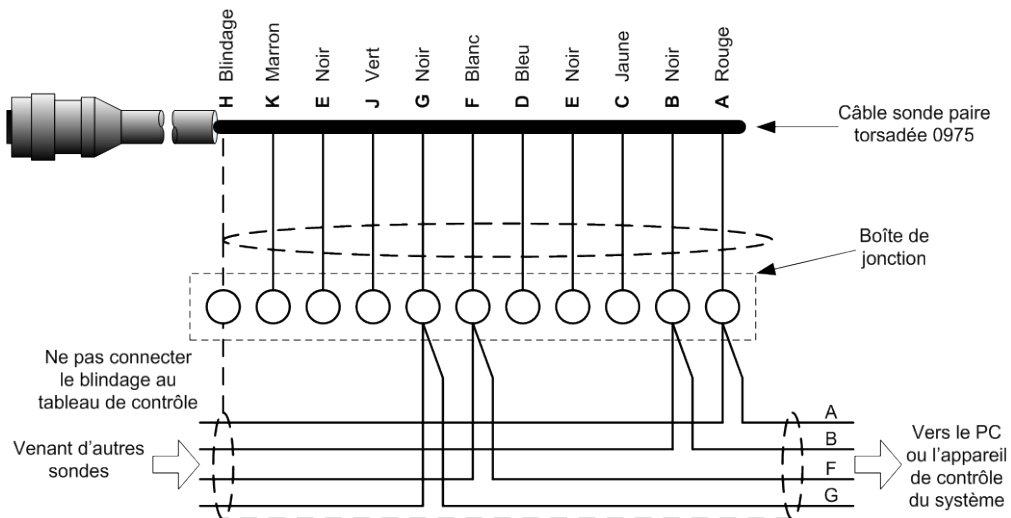 H Blindage
K Marron
E Noir
J Vert
G Noir
F Blanc
D Bleu
E Noir
C Jaune
B Noir
A Rouge
Câble sonde paire
torsadée 0975
Boîte de
jonction
Ne pas connecter
le blindage au
tableau de contrôle
Venant d'autres
sondes
A
B
F
G
Vers le PC
ou l'appareil
de contrôle
du système